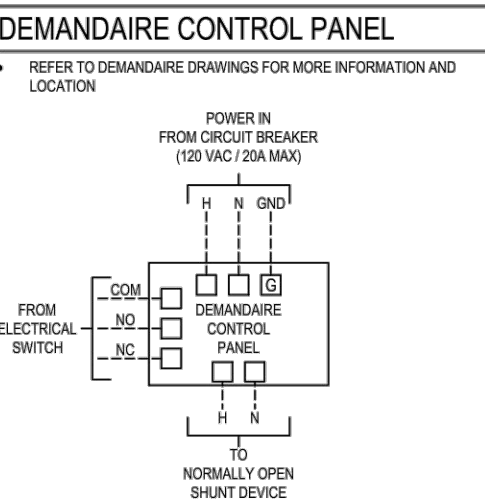 DEMANDAIRE CONTROL PANEL
• REFER TO DEMANDAIRE DRAWINGS FOR MORE INFORMATION AND
LOCATION
POWER IN
FROM CIRCUIT BREAKER
(120 VAC / 20A MAX)
H N GND
G
COM
NO
NC
FROM
ELECTRICAL
SWITCH
DEMANDAIRE
CONTROL
PANEL
H N
TO
NORMALLY OPEN
SHUNT DEVICE